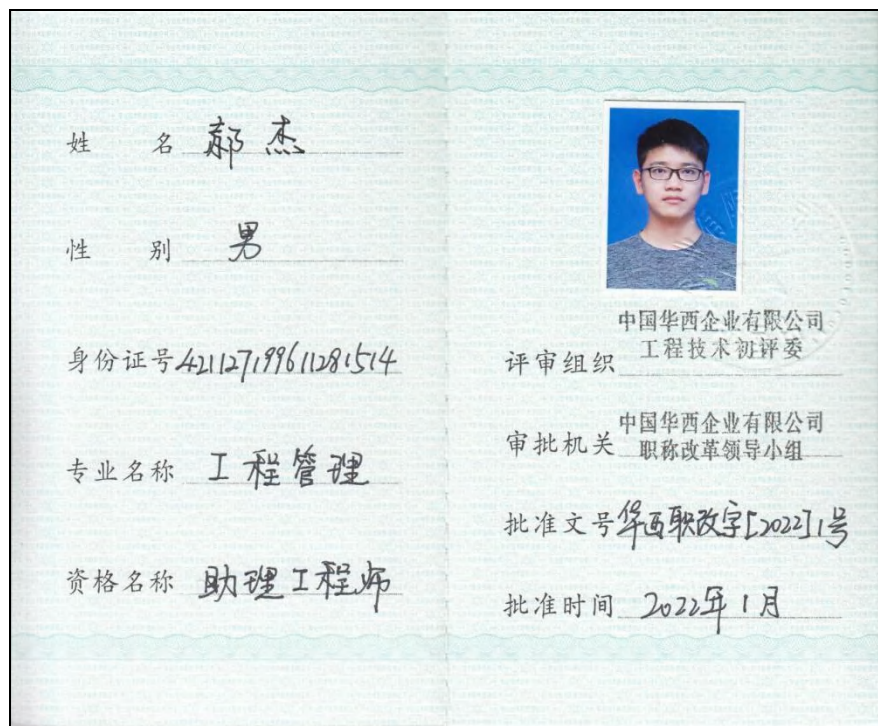 姓名 郝杰
性别 男
身份证号 421127199611281514
专业名称 工程管理
资格名称 助理工程师
中国华西企业有限公司
评审组织 工程技术初评委
中国华西企业有限公司
审批机关 职称改革领导小组
批准文号 华西职改字[2022]1号
批准时间 2022年1月